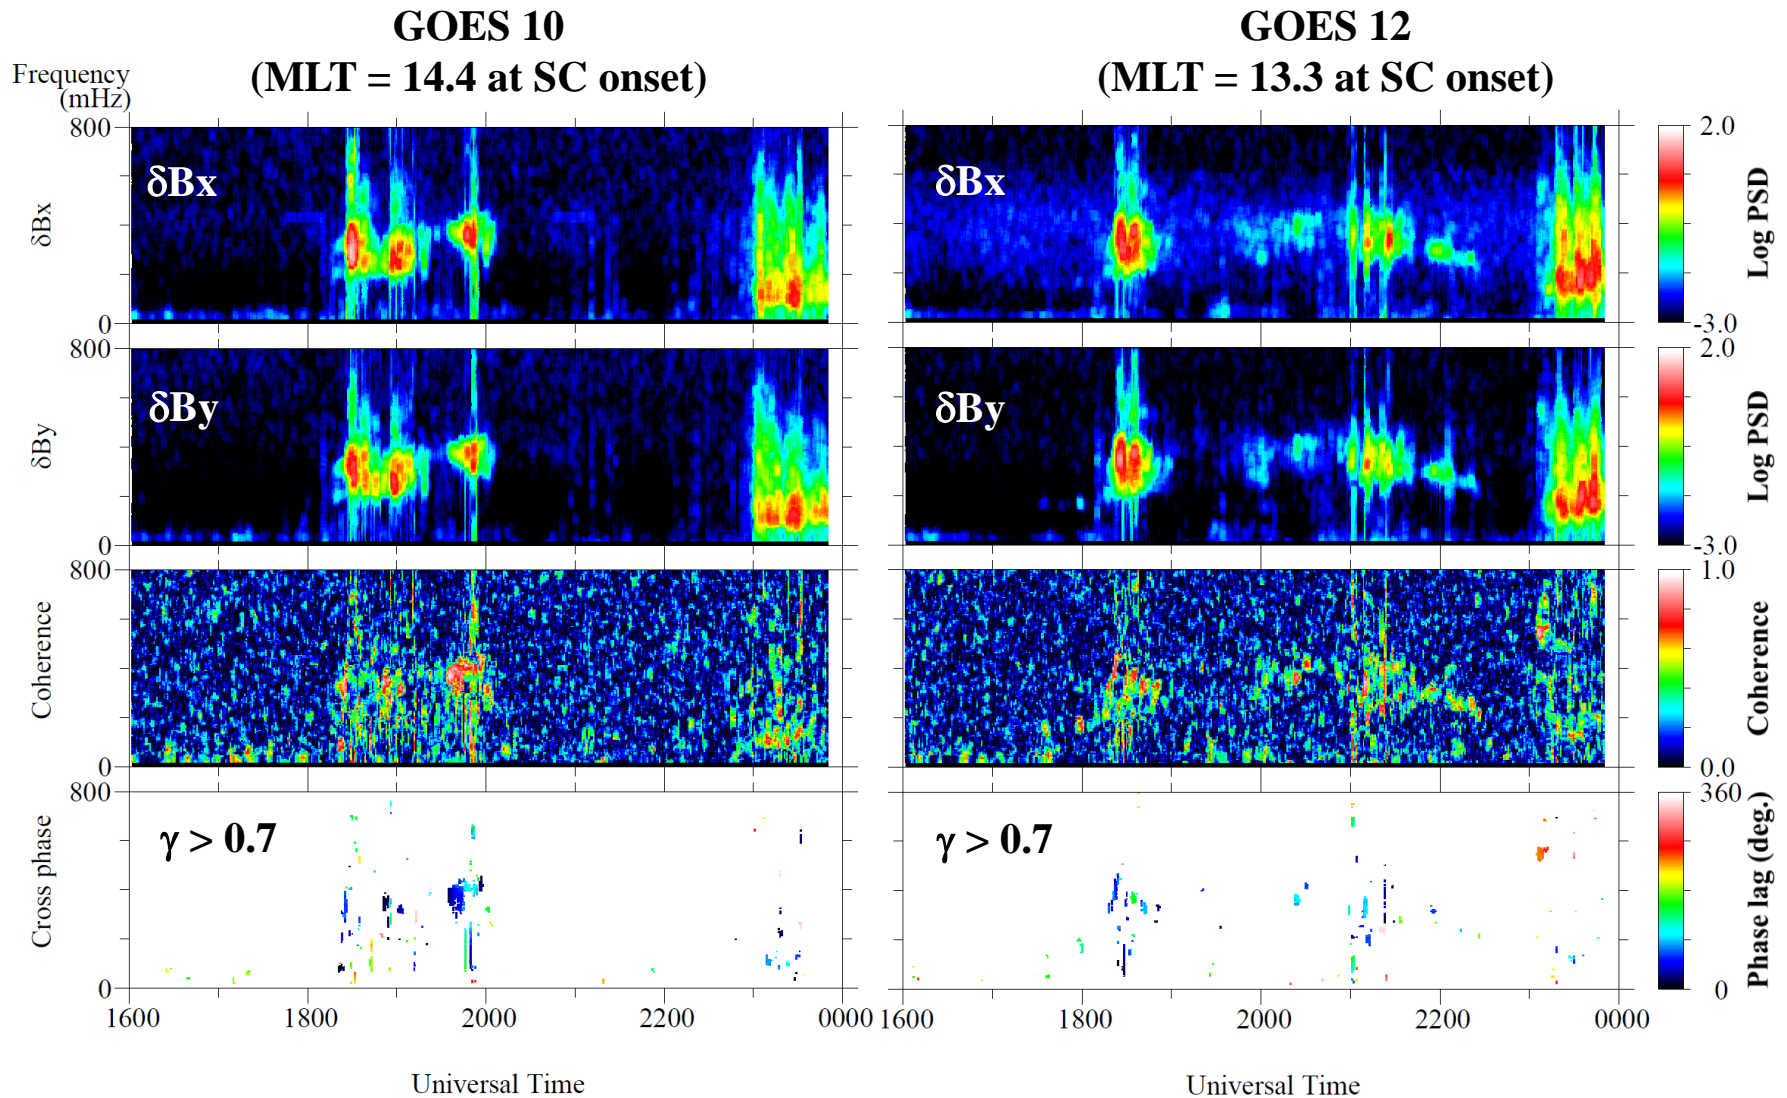 GOES 10
(MLT = 14.4 at SC onset)
GOES 12
(MLT = 13.3 at SC onset)
Frequency
(mHz)
800
δBx
δBx
0
δBx
2.0
Log PSD
-3.0
800
δBy
δBy
0
δBy
2.0
Log PSD
-3.0
800
Coherence
0
1.0
Coherence
0.0
800
Cross phase
γ > 0.7
0
γ > 0.7
360
Phase lag (deg.)
0
1600
1800
2000
2200
0000
1600
1800
2000
2200
0000
Universal Time
Universal Time